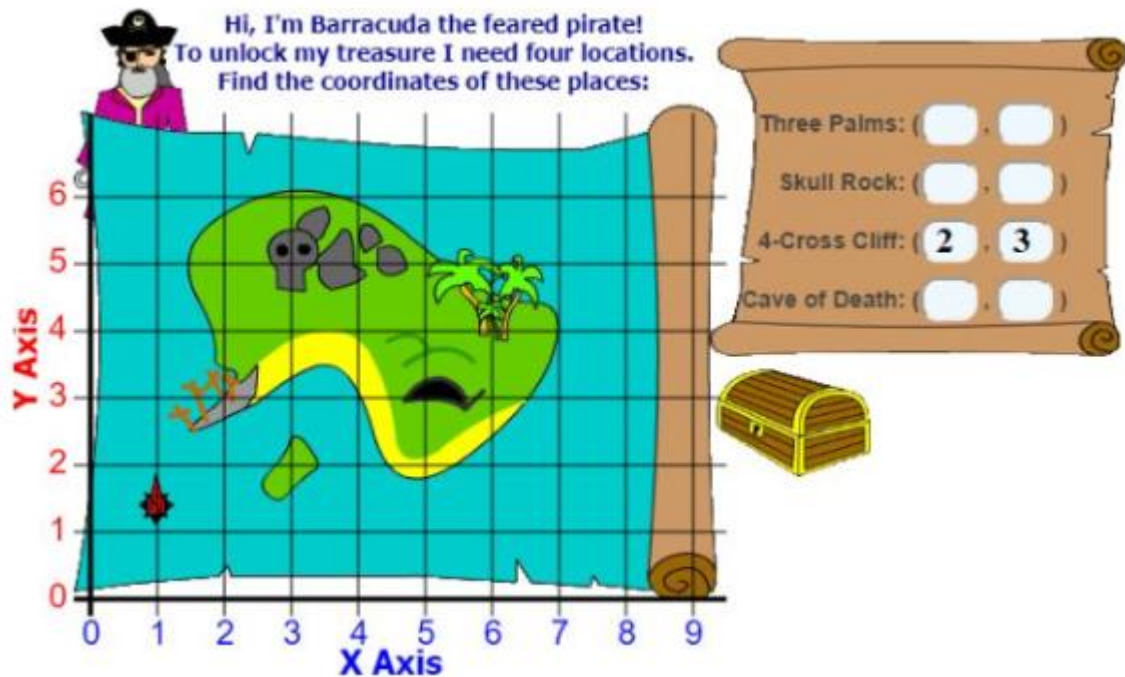 Hi, I'm Barracuda the feared pirate!
To unlock my treasure I need four locations.
Find the coordinates of these places:
Three Palms: ( , )
Skull Rock: ( , )
4-Cross Cliff: ( 2 , 3 )
Cave of Death: ( , )
Y Axis
6
5
4
3
2
1
0
0 1 2 3 4 5 6 7 8 9
X Axis